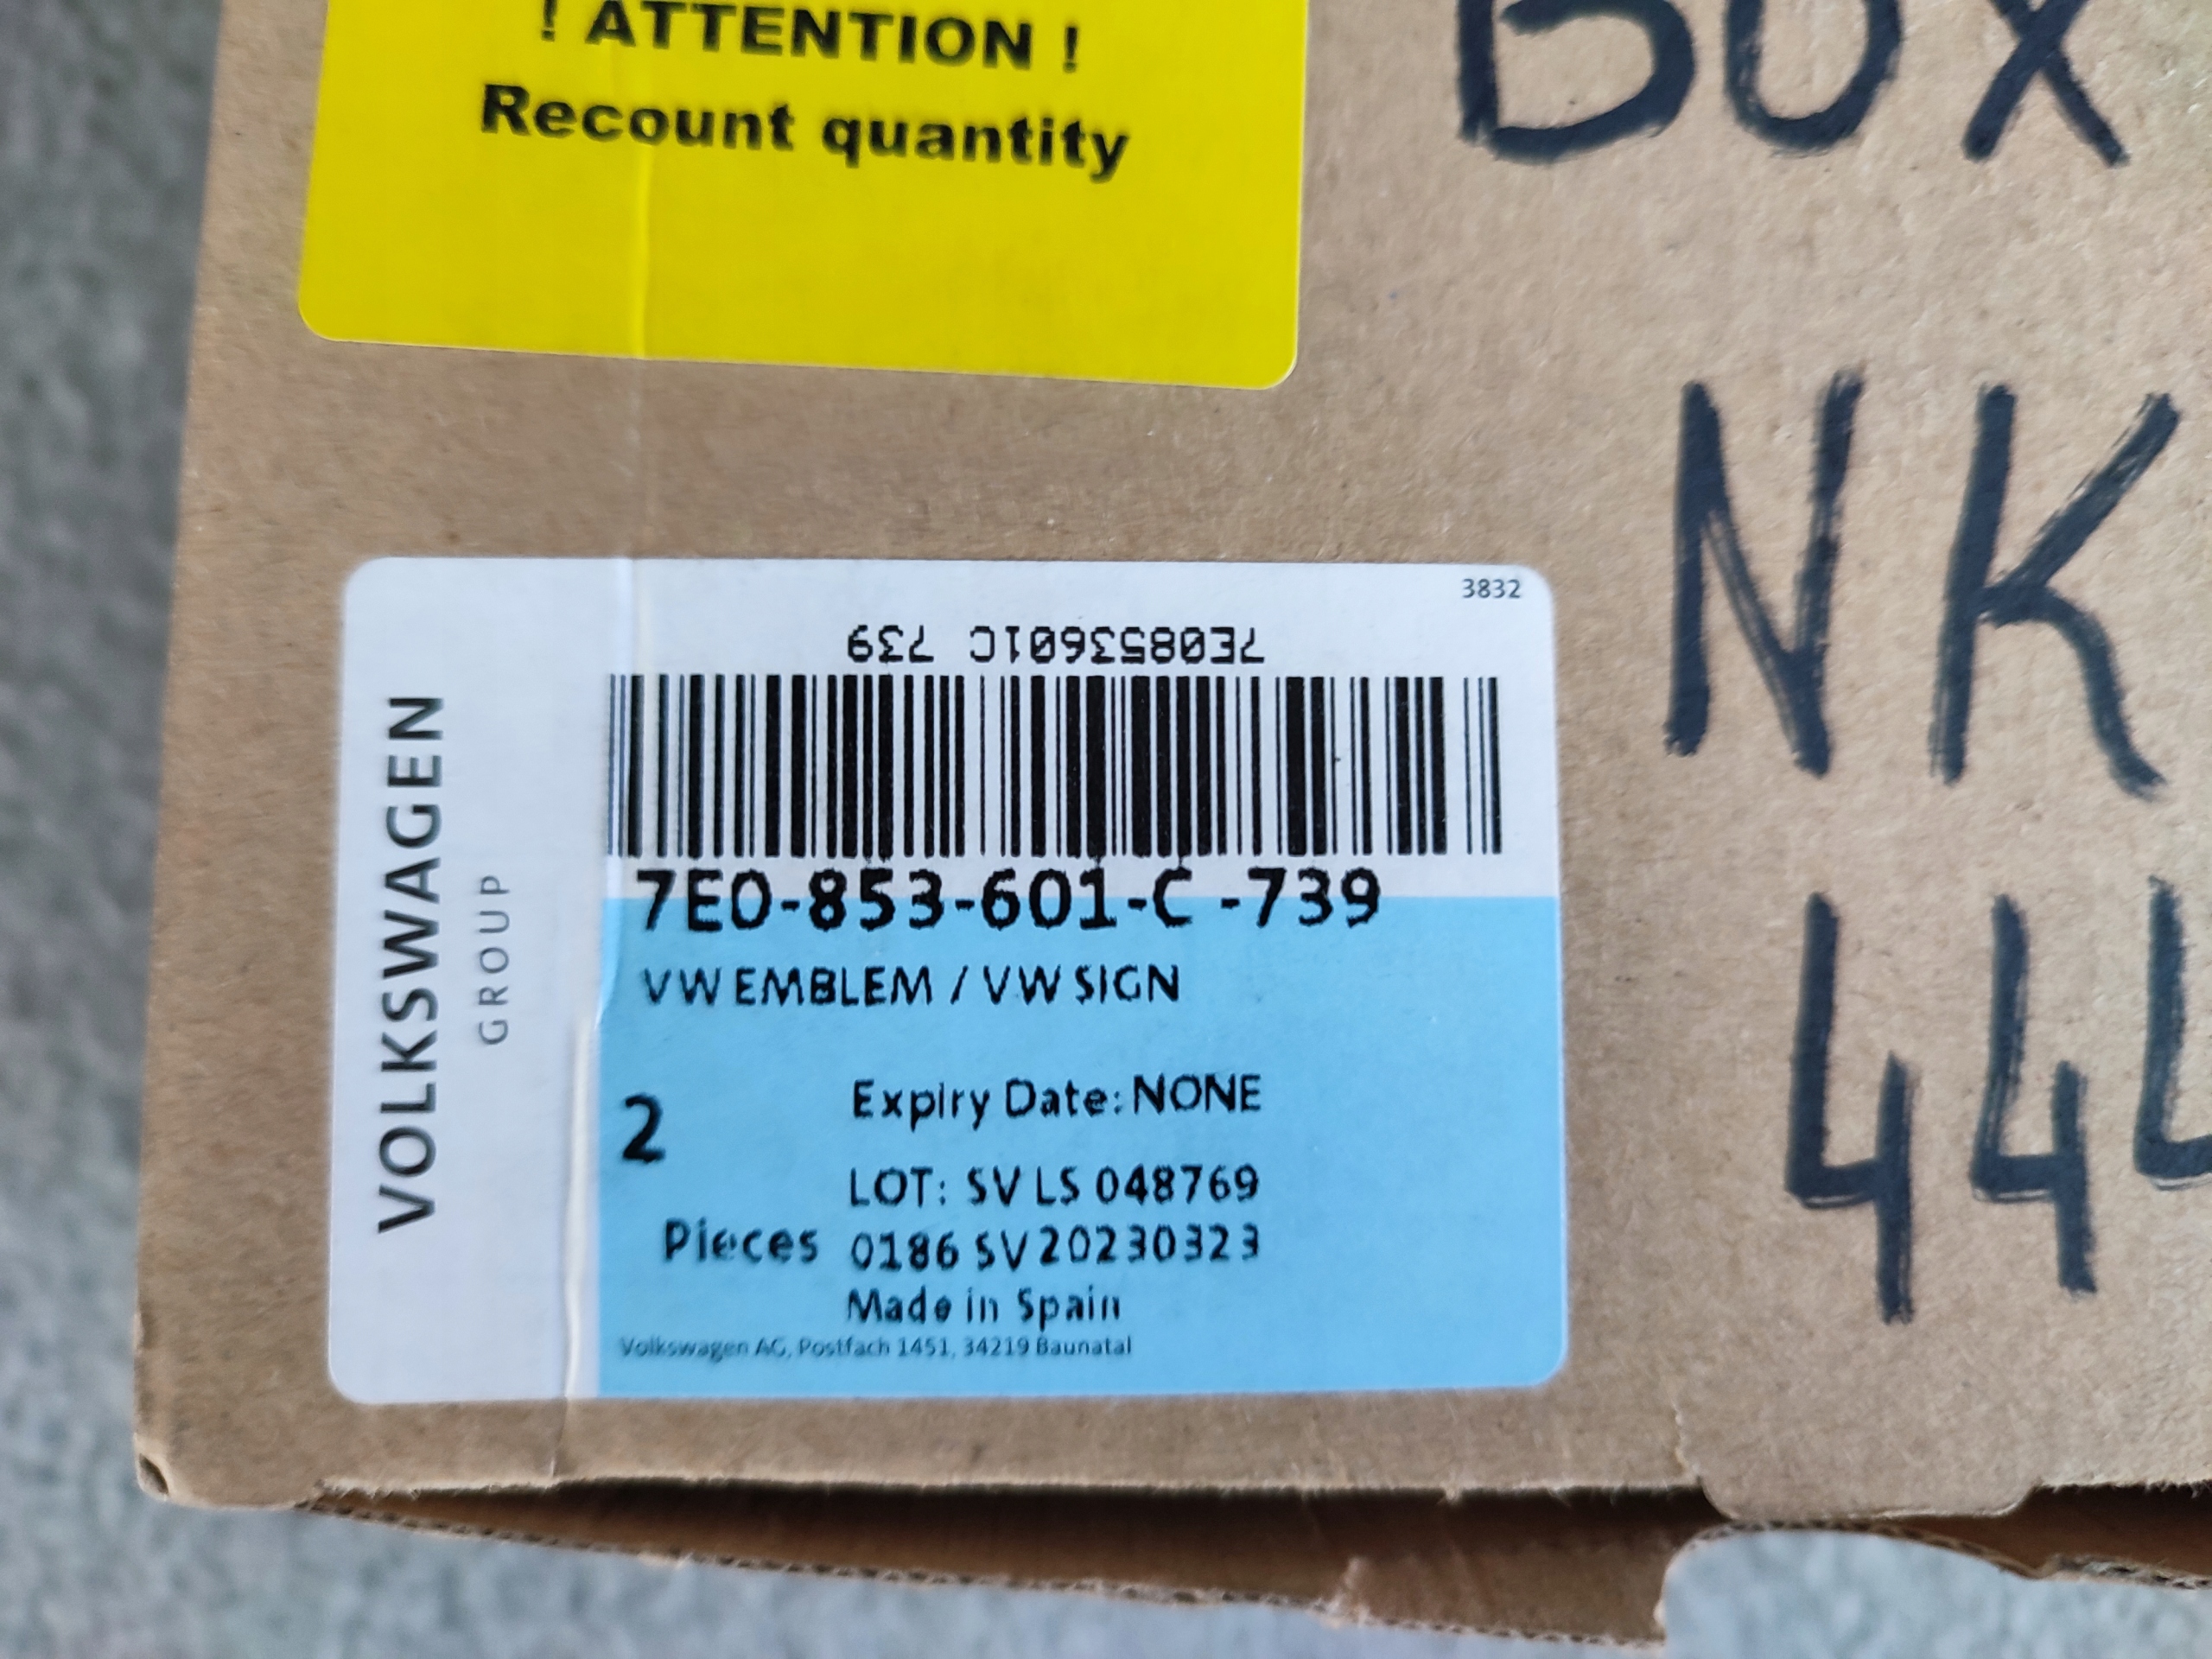 ! ATTENTION !
Recount quantity
BOX
NK
444
3832
7E0853601C 739
VOLKSWAGEN
GROUP
7E0-853-601-C -739
VW EMBLEM / VW SIGN
2
Expiry Date: NONE
LOT: SV LS 048769
Pieces 0186 SV 20230323
Made in Spain
Volkswagen AG, Postfach 1451, 34219 Baunatal